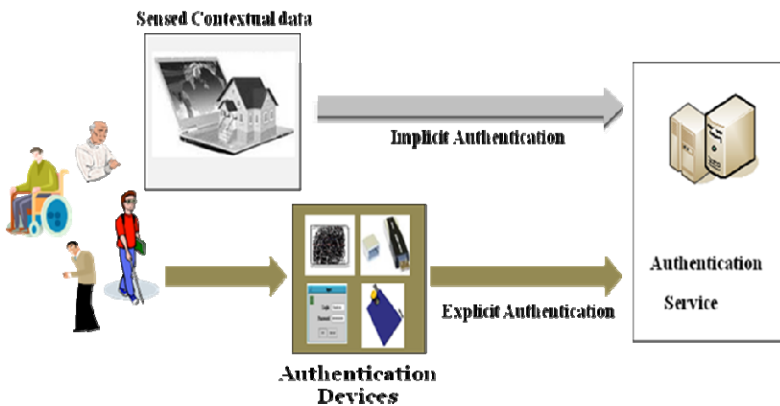 Sensed Contextual data
Implicit Authentication
Authentication
Service
Explicit Authentication
Authentication
Devices